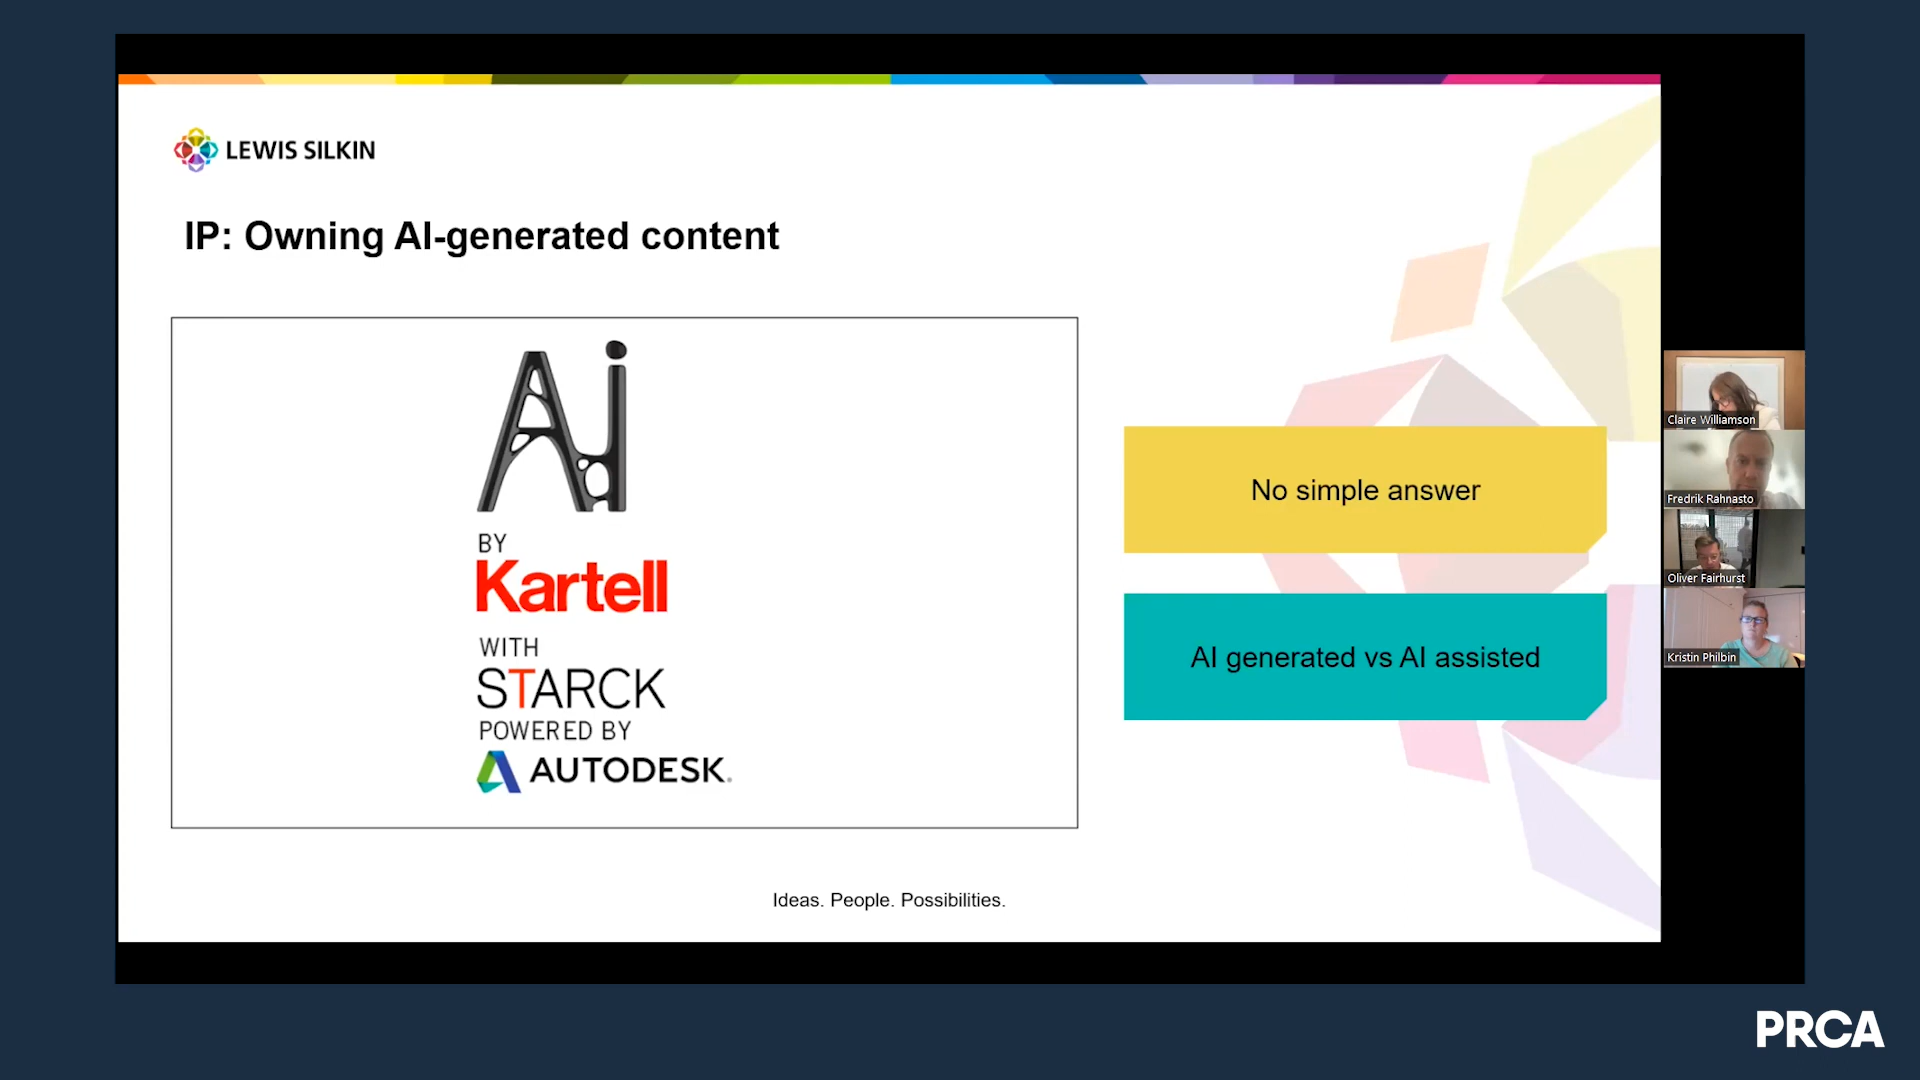 LEWIS SILKIN
IP: Owning AI-generated content
Ai
BY
Kartell
WITH
STARCK
POWERED BY
AUTODESK.
No simple answer
AI generated vs AI assisted
Ideas. People. Possibilities.
Claire Williamson
Fredrik Rahnasto
Oliver Fairhurst
Kristin Philbin
PRCA